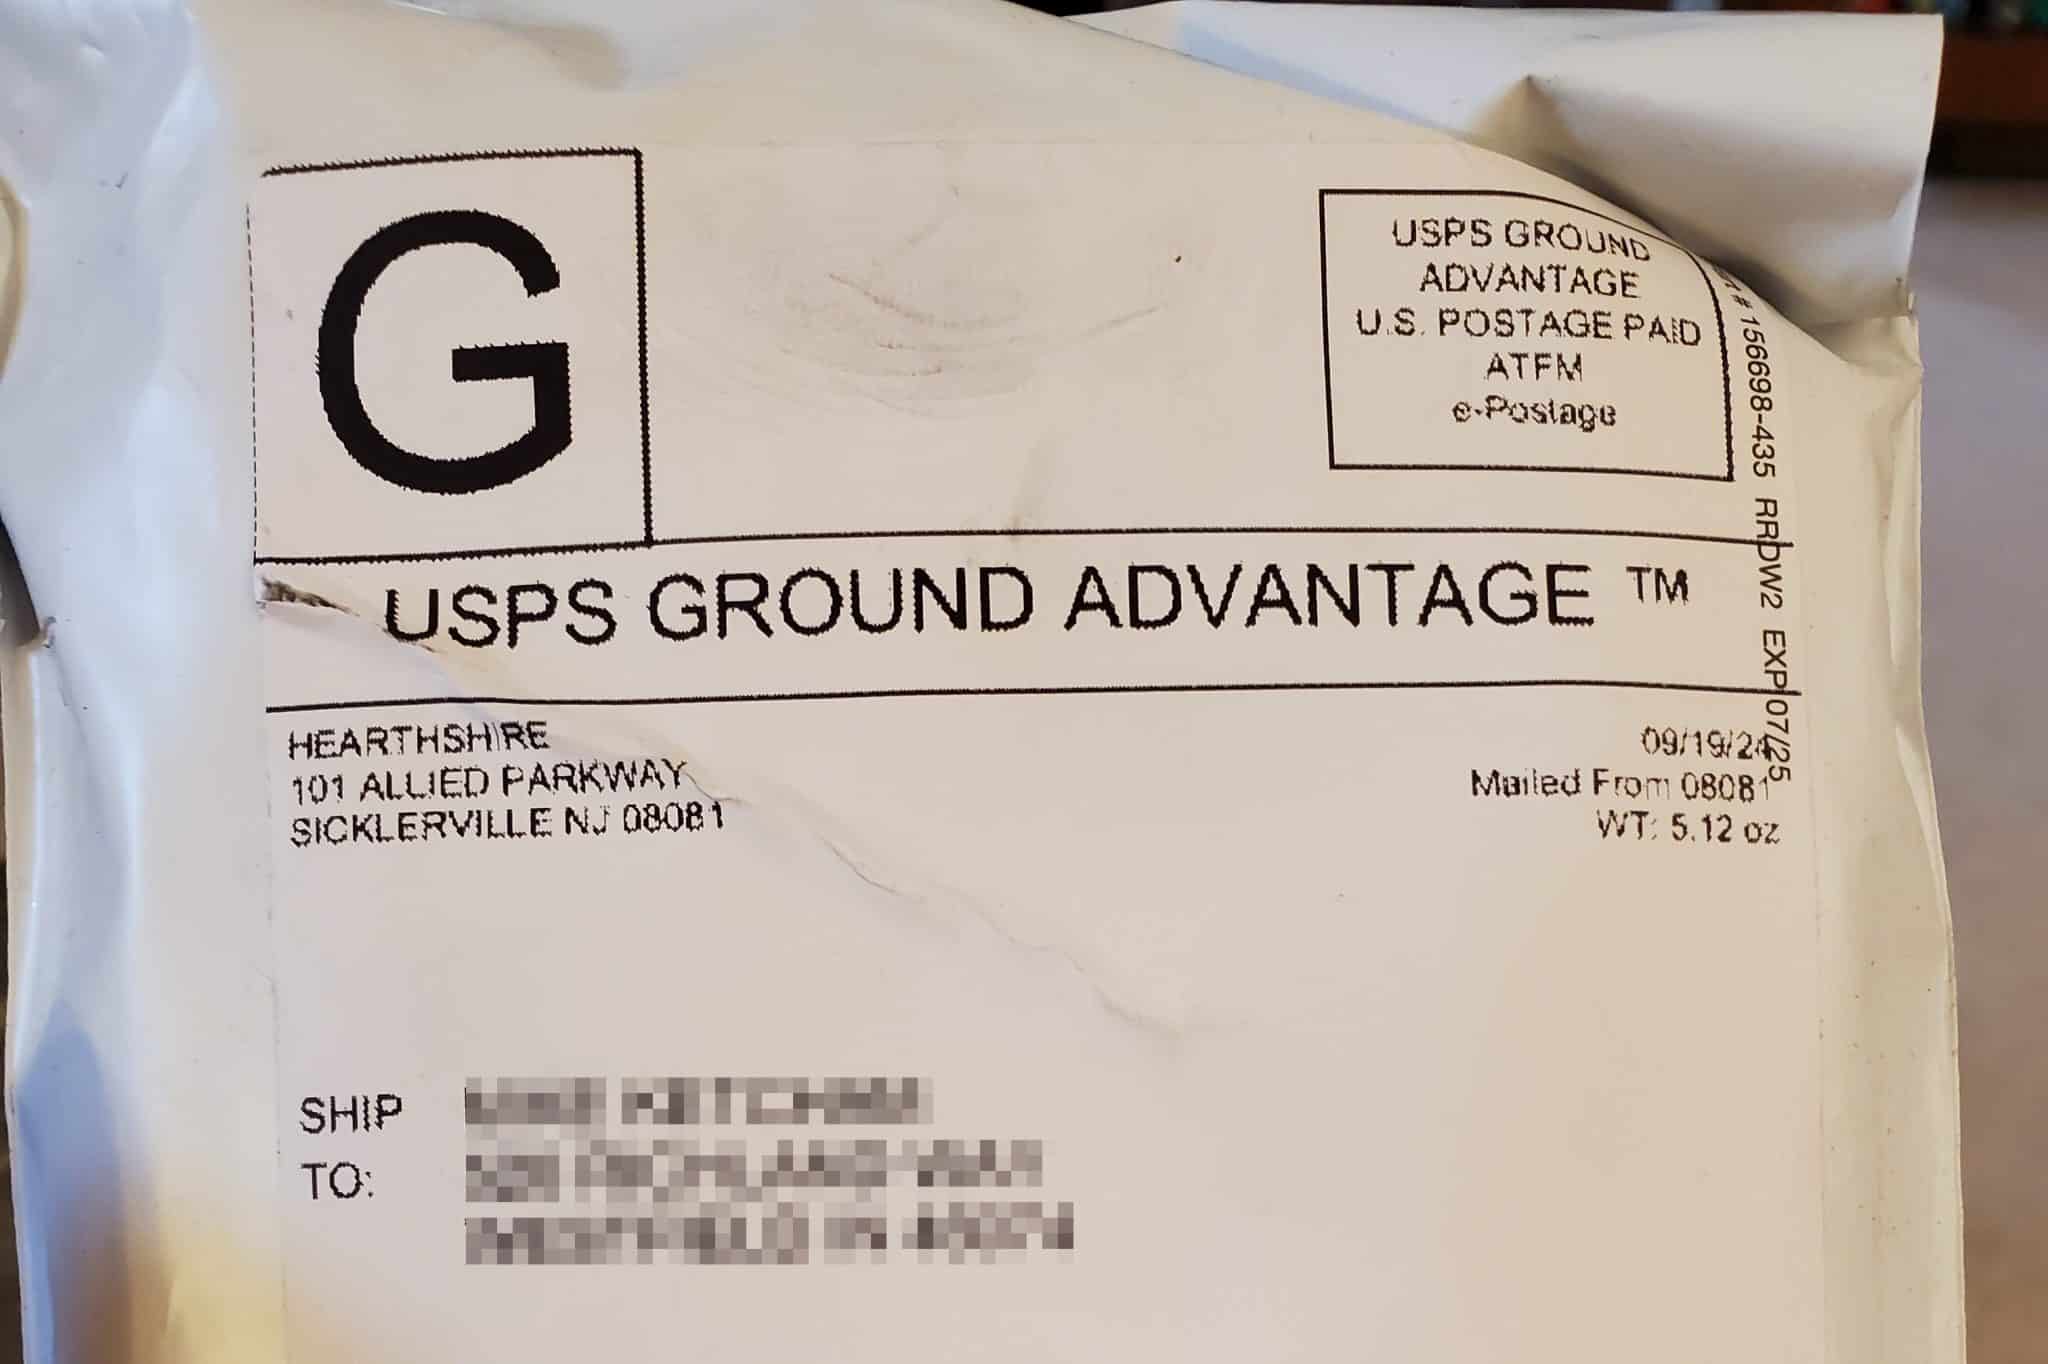 G
USPS GROUND
ADVANTAGE
U.S. POSTAGE PAID
ATFM
e-Postage
# 156698-435 RRDW2 EXP 07/25
USPS GROUND ADVANTAGE ™
HEARTHSHIRE
101 ALLIED PARKWAY
SICKLERVILLE NJ 08081
09/19/24
Mailed From 08081
WT: 5.12 oz
SHIP
TO: